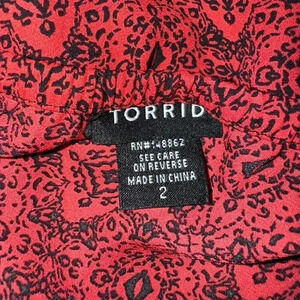 TORRID
RN#148862
SEE CARE
ON REVERSE
MADE IN CHINA
2